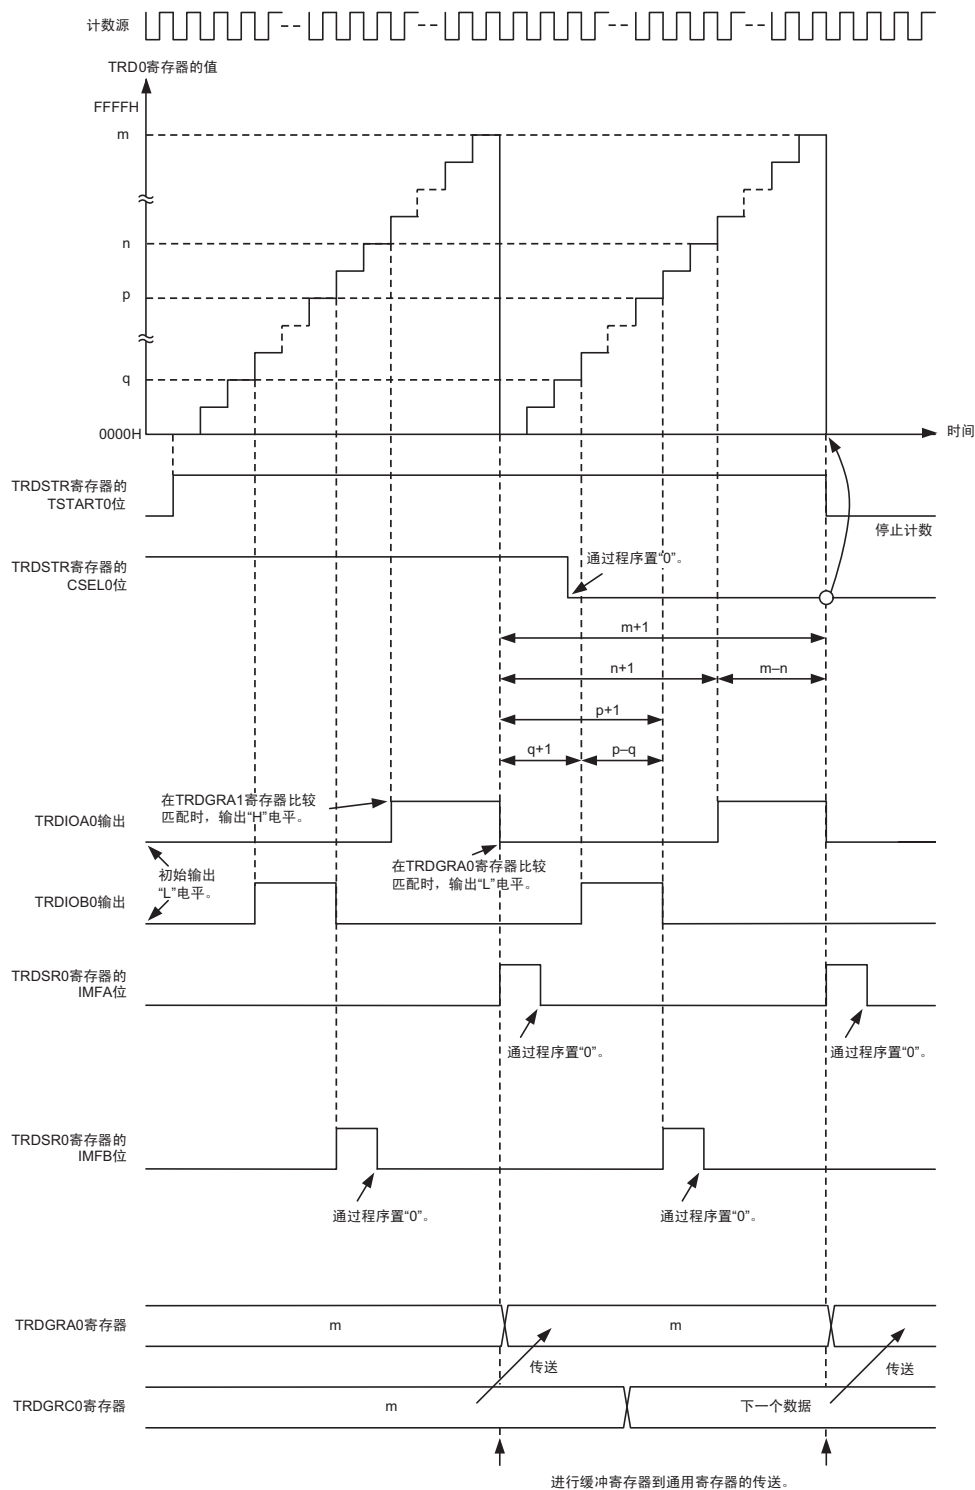 计数源
TRD0寄存器的值
FFFFH
m
n
p
q
0000H
时间
TRDSTR寄存器的
TSTART0位
停止计数
TRDSTR寄存器的
CSEL0位
通过程序置“0”。
m+1
n+1
m–n
p+1
q+1
p–q
在TRDGRA1寄存器比较
匹配时，输出“H”电平。
TRDIOA0输出
在TRDGRA0寄存器比较
匹配时，输出“L”电平。
初始输出
“L”电平。
TRDIOB0输出
TRDSR0寄存器的
IMFA位
通过程序置“0”。
通过程序置“0”。
TRDSR0寄存器的
IMFB位
通过程序置“0”。
通过程序置“0”。
TRDGRA0寄存器
m
m
传送
传送
TRDGRC0寄存器
m
下一个数据
进行缓冲寄存器到通用寄存器的传送。